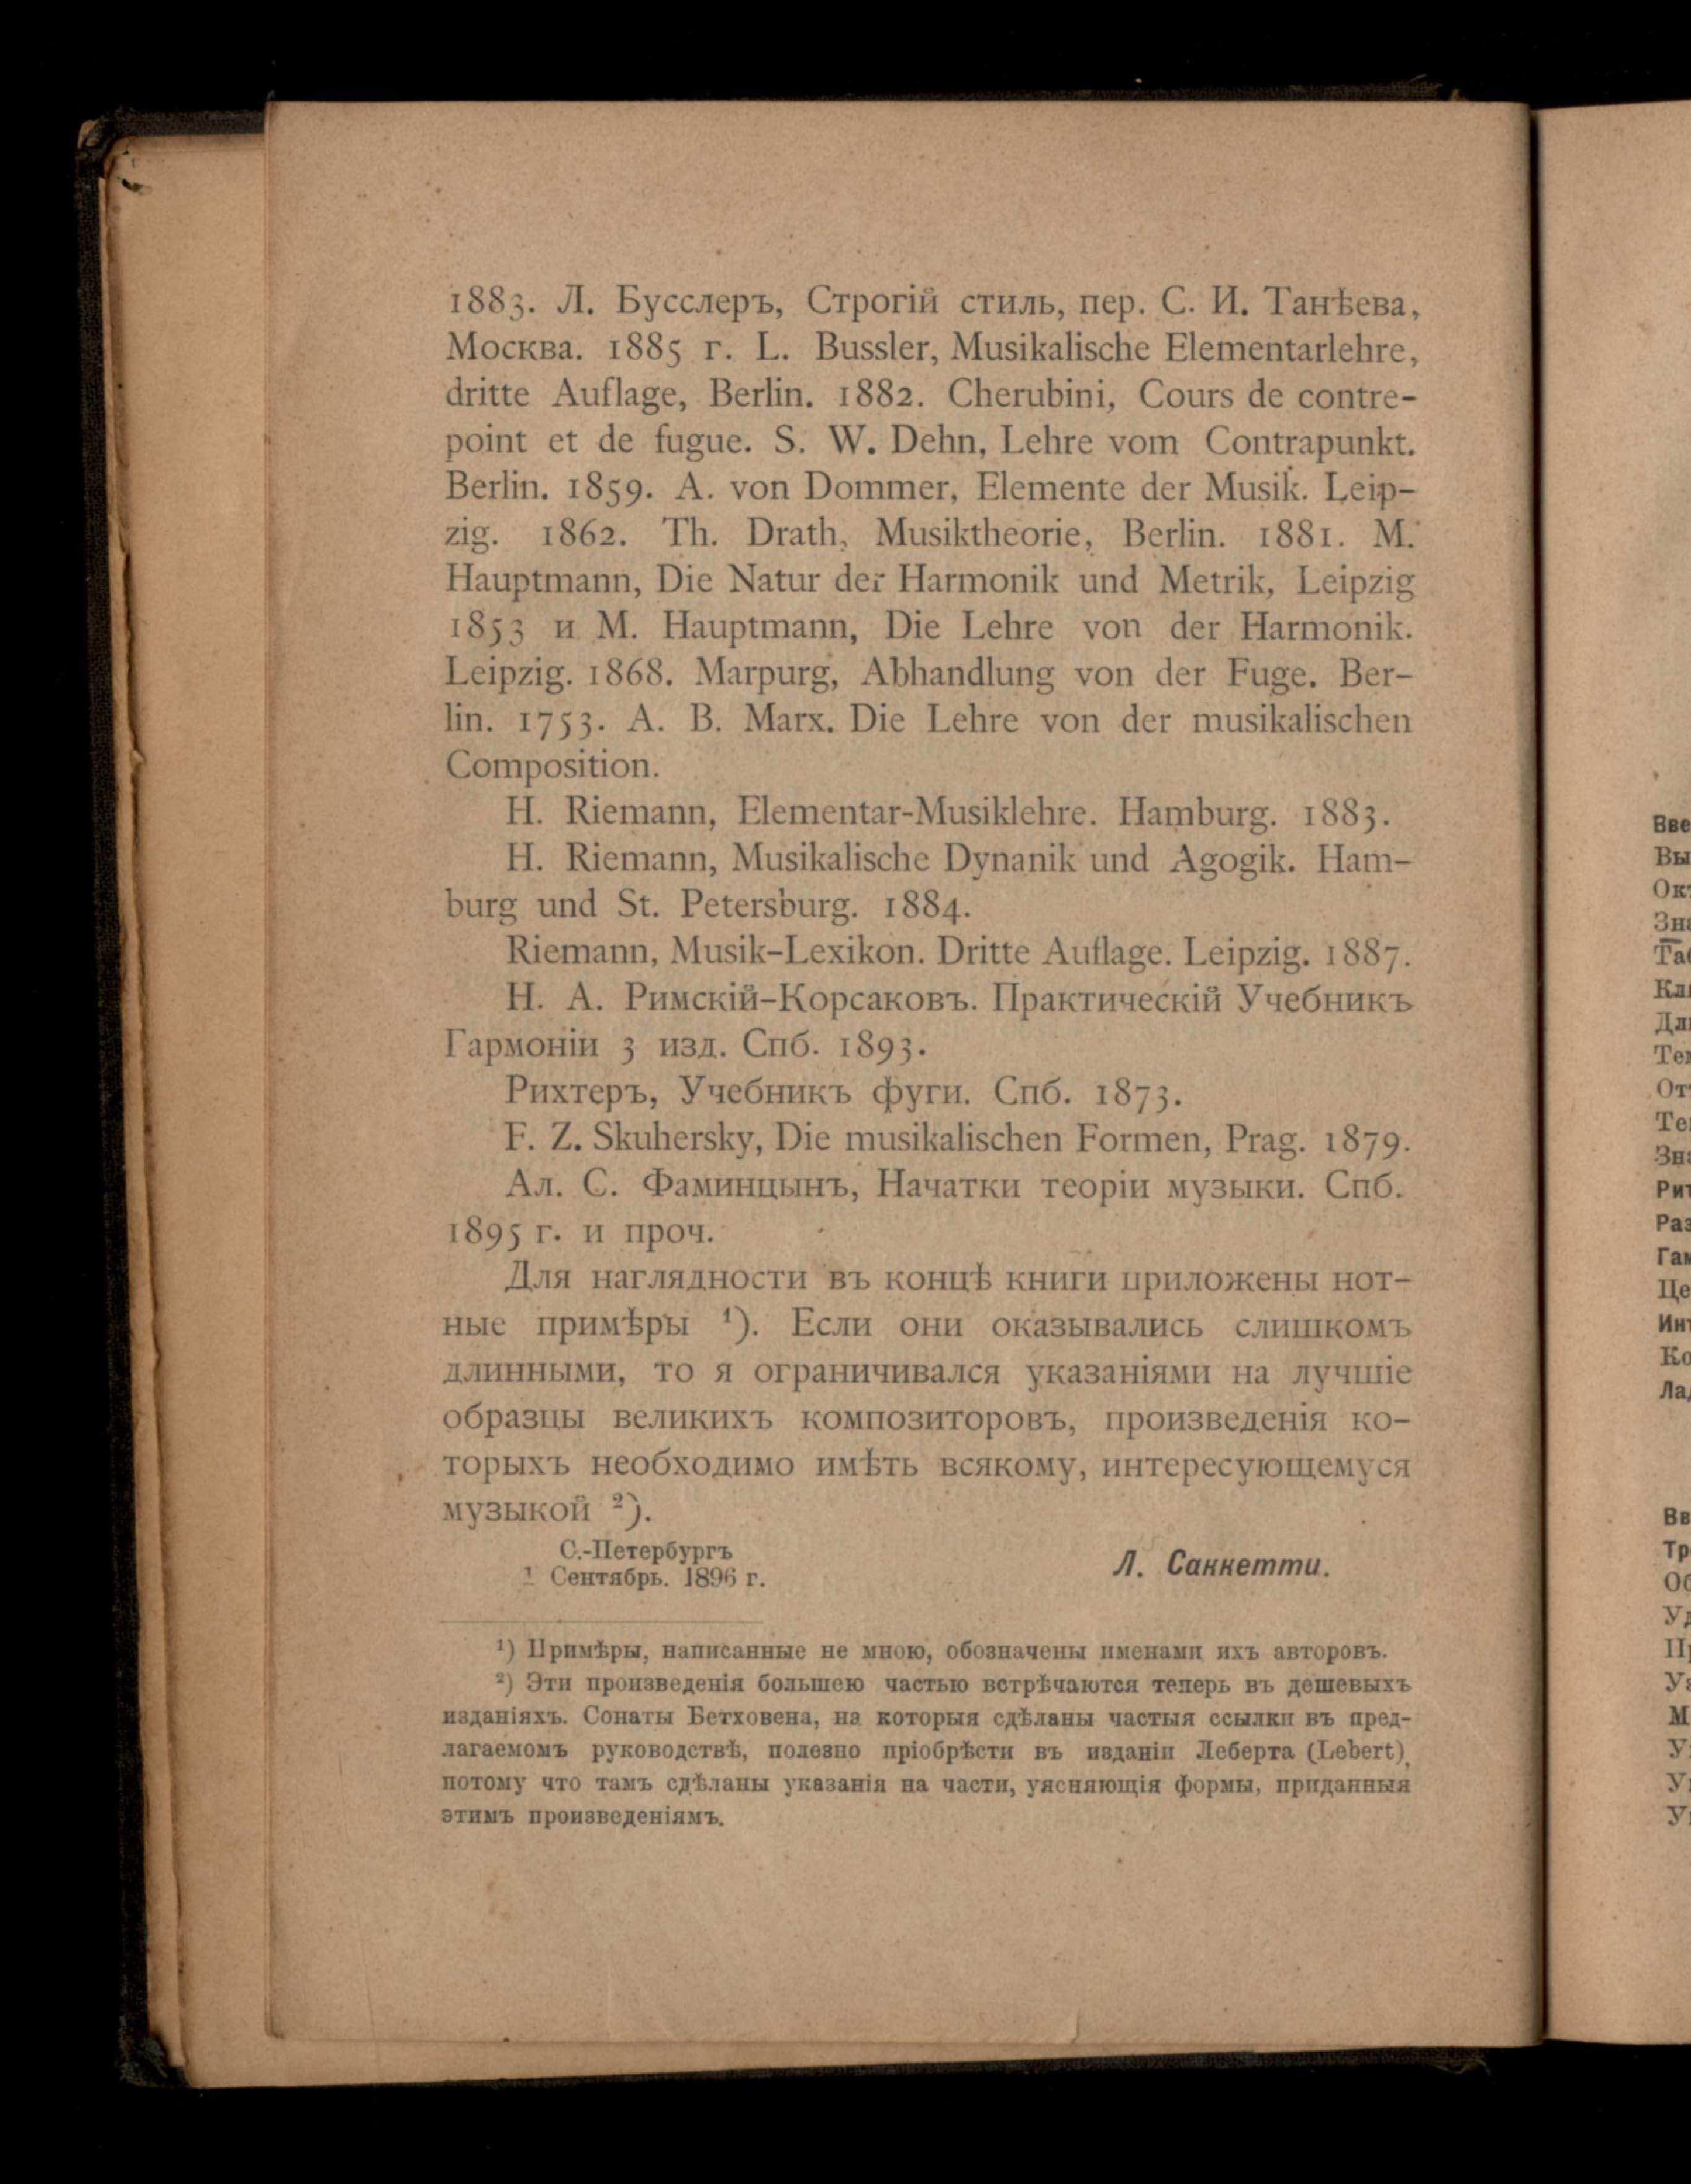 1883. Л. Бусслеръ, Строгій стиль, пер. С. И. Танѣева,
Москва. 1885 г. L. Bussler, Musikalische Elementarlehre,
dritte Auflage, Berlin. 1882. Cherubini, Cours de contre-
point et de fugue. S. W. Dehn, Lehre vom Contrapunkt.
Berlin. 1859. A. von Dommer, Elemente der Musik. Leip-
zig. 1862. Th. Drath, Musiktheorie, Berlin. 1881. M.
Hauptmann, Die Natur der Harmonik und Metrik, Leipzig
1853 и M. Hauptmann, Die Lehre von der Harmonik.
Leipzig. 1868. Marpurg, Abhandlung von der Fuge. Ber-
lin. 1753. A. B. Marx. Die Lehre von der musikalischen
Composition.
H. Riemann, Elementar-Musiklehre. Hamburg. 1883.
H. Riemann, Musikalische Dynanik und Agogik. Ham-
burg und St. Petersburg. 1884.
Riemann, Musik-Lexikon. Dritte Auflage. Leipzig. 1887.
Н. А. Римскій-Корсаковъ. Практическій Учебникъ
Гармоніи 3 изд. Спб. 1893.
Рихтеръ, Учебникъ фуги. Спб. 1873.
F. Z. Skuhersky, Die musikalischen Formen, Prag. 1879.
Ал. С. Фаминцынъ, Начатки теоріи музыки. Спб.
1895 г. и проч.
Для наглядности въ концѣ книги приложены нот-
ные примѣры ¹). Если они оказывались слишкомъ
длинными, то я ограничивался указаніями на лучшіе
образцы великихъ композиторовъ, произведенія ко-
торыхъ необходимо имѣть всякому, интересующемуся
музыкой ²).
С.-Петербургъ
1 Сентябрь. 1896 г.
Л. Саккетти.
¹) Примѣры, написанные не мною, обозначены именами ихъ авторовъ.
²) Эти произведенія большею частью встрѣчаются теперь въ дешевыхъ
изданіяхъ. Сонаты Бетховена, на которыя сдѣланы частыя ссылки въ пред-
лагаемомъ руководствѣ, полезно пріобрѣсти въ изданіи Леберта (Lebert),
потому что тамъ сдѣланы указанія на части, уясняющія формы, приданныя
этимъ произведеніямъ.